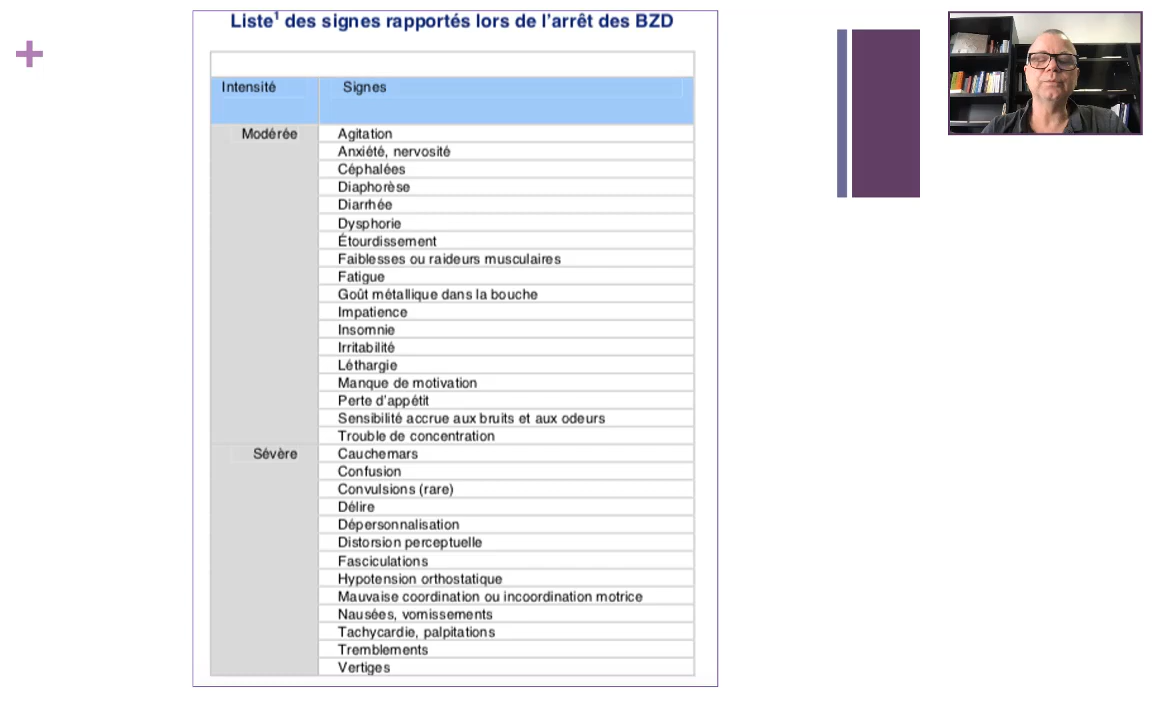 Liste¹ des signes rapportés lors de l'arrêt des BZD
Intensité Signes
Modérée Agitation
Anxiété, nervosité
Céphalées
Diaphorèse
Diarrhée
Dysphorie
Étourdissement
Faiblesses ou raideurs musculaires
Fatigue
Goût métallique dans la bouche
Impatience
Insomnie
Irritabilité
Léthargie
Manque de motivation
Perte d'appétit
Sensibilité accrue aux bruits et aux odeurs
Trouble de concentration
Sévère Cauchemars
Confusion
Convulsions (rare)
Délire
Dépersonnalisation
Distorsion perceptuelle
Fasciculations
Hypotension orthostatique
Mauvaise coordination ou incoordination motrice
Nausées, vomissements
Tachycardie, palpitations
Tremblements
Vertiges